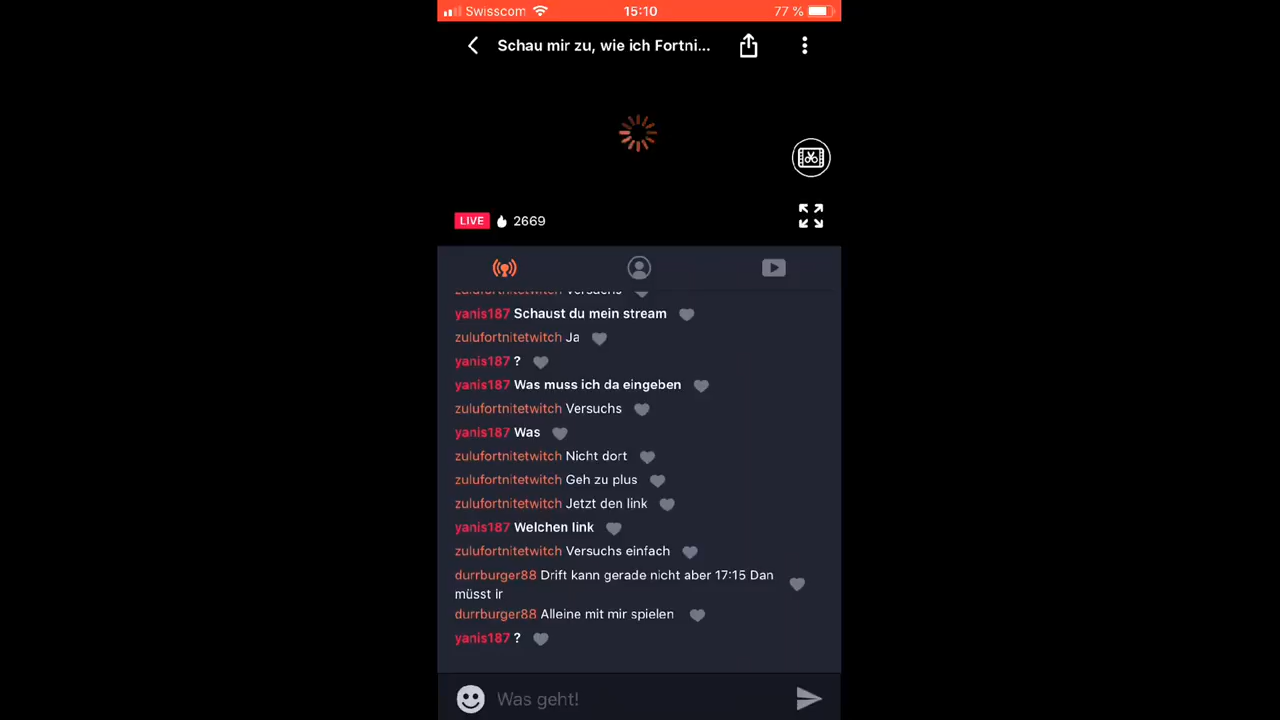 Swisscom 15:10 77 %
Schau mir zu, wie ich Fortni...
LIVE 2669
zulufortnitetwitch Versuchs
yanis187 Schaust du mein stream
zulufortnitetwitch Ja
yanis187 ?
yanis187 Was muss ich da eingeben
zulufortnitetwitch Versuchs
yanis187 Was
zulufortnitetwitch Nicht dort
zulufortnitetwitch Geh zu plus
zulufortnitetwitch Jetzt den link
yanis187 Welchen link
zulufortnitetwitch Versuchs einfach
durrburger88 Drift kann gerade nicht aber 17:15 Dan
müsst ir
durrburger88 Alleine mit mir spielen
yanis187 ?
Was geht!